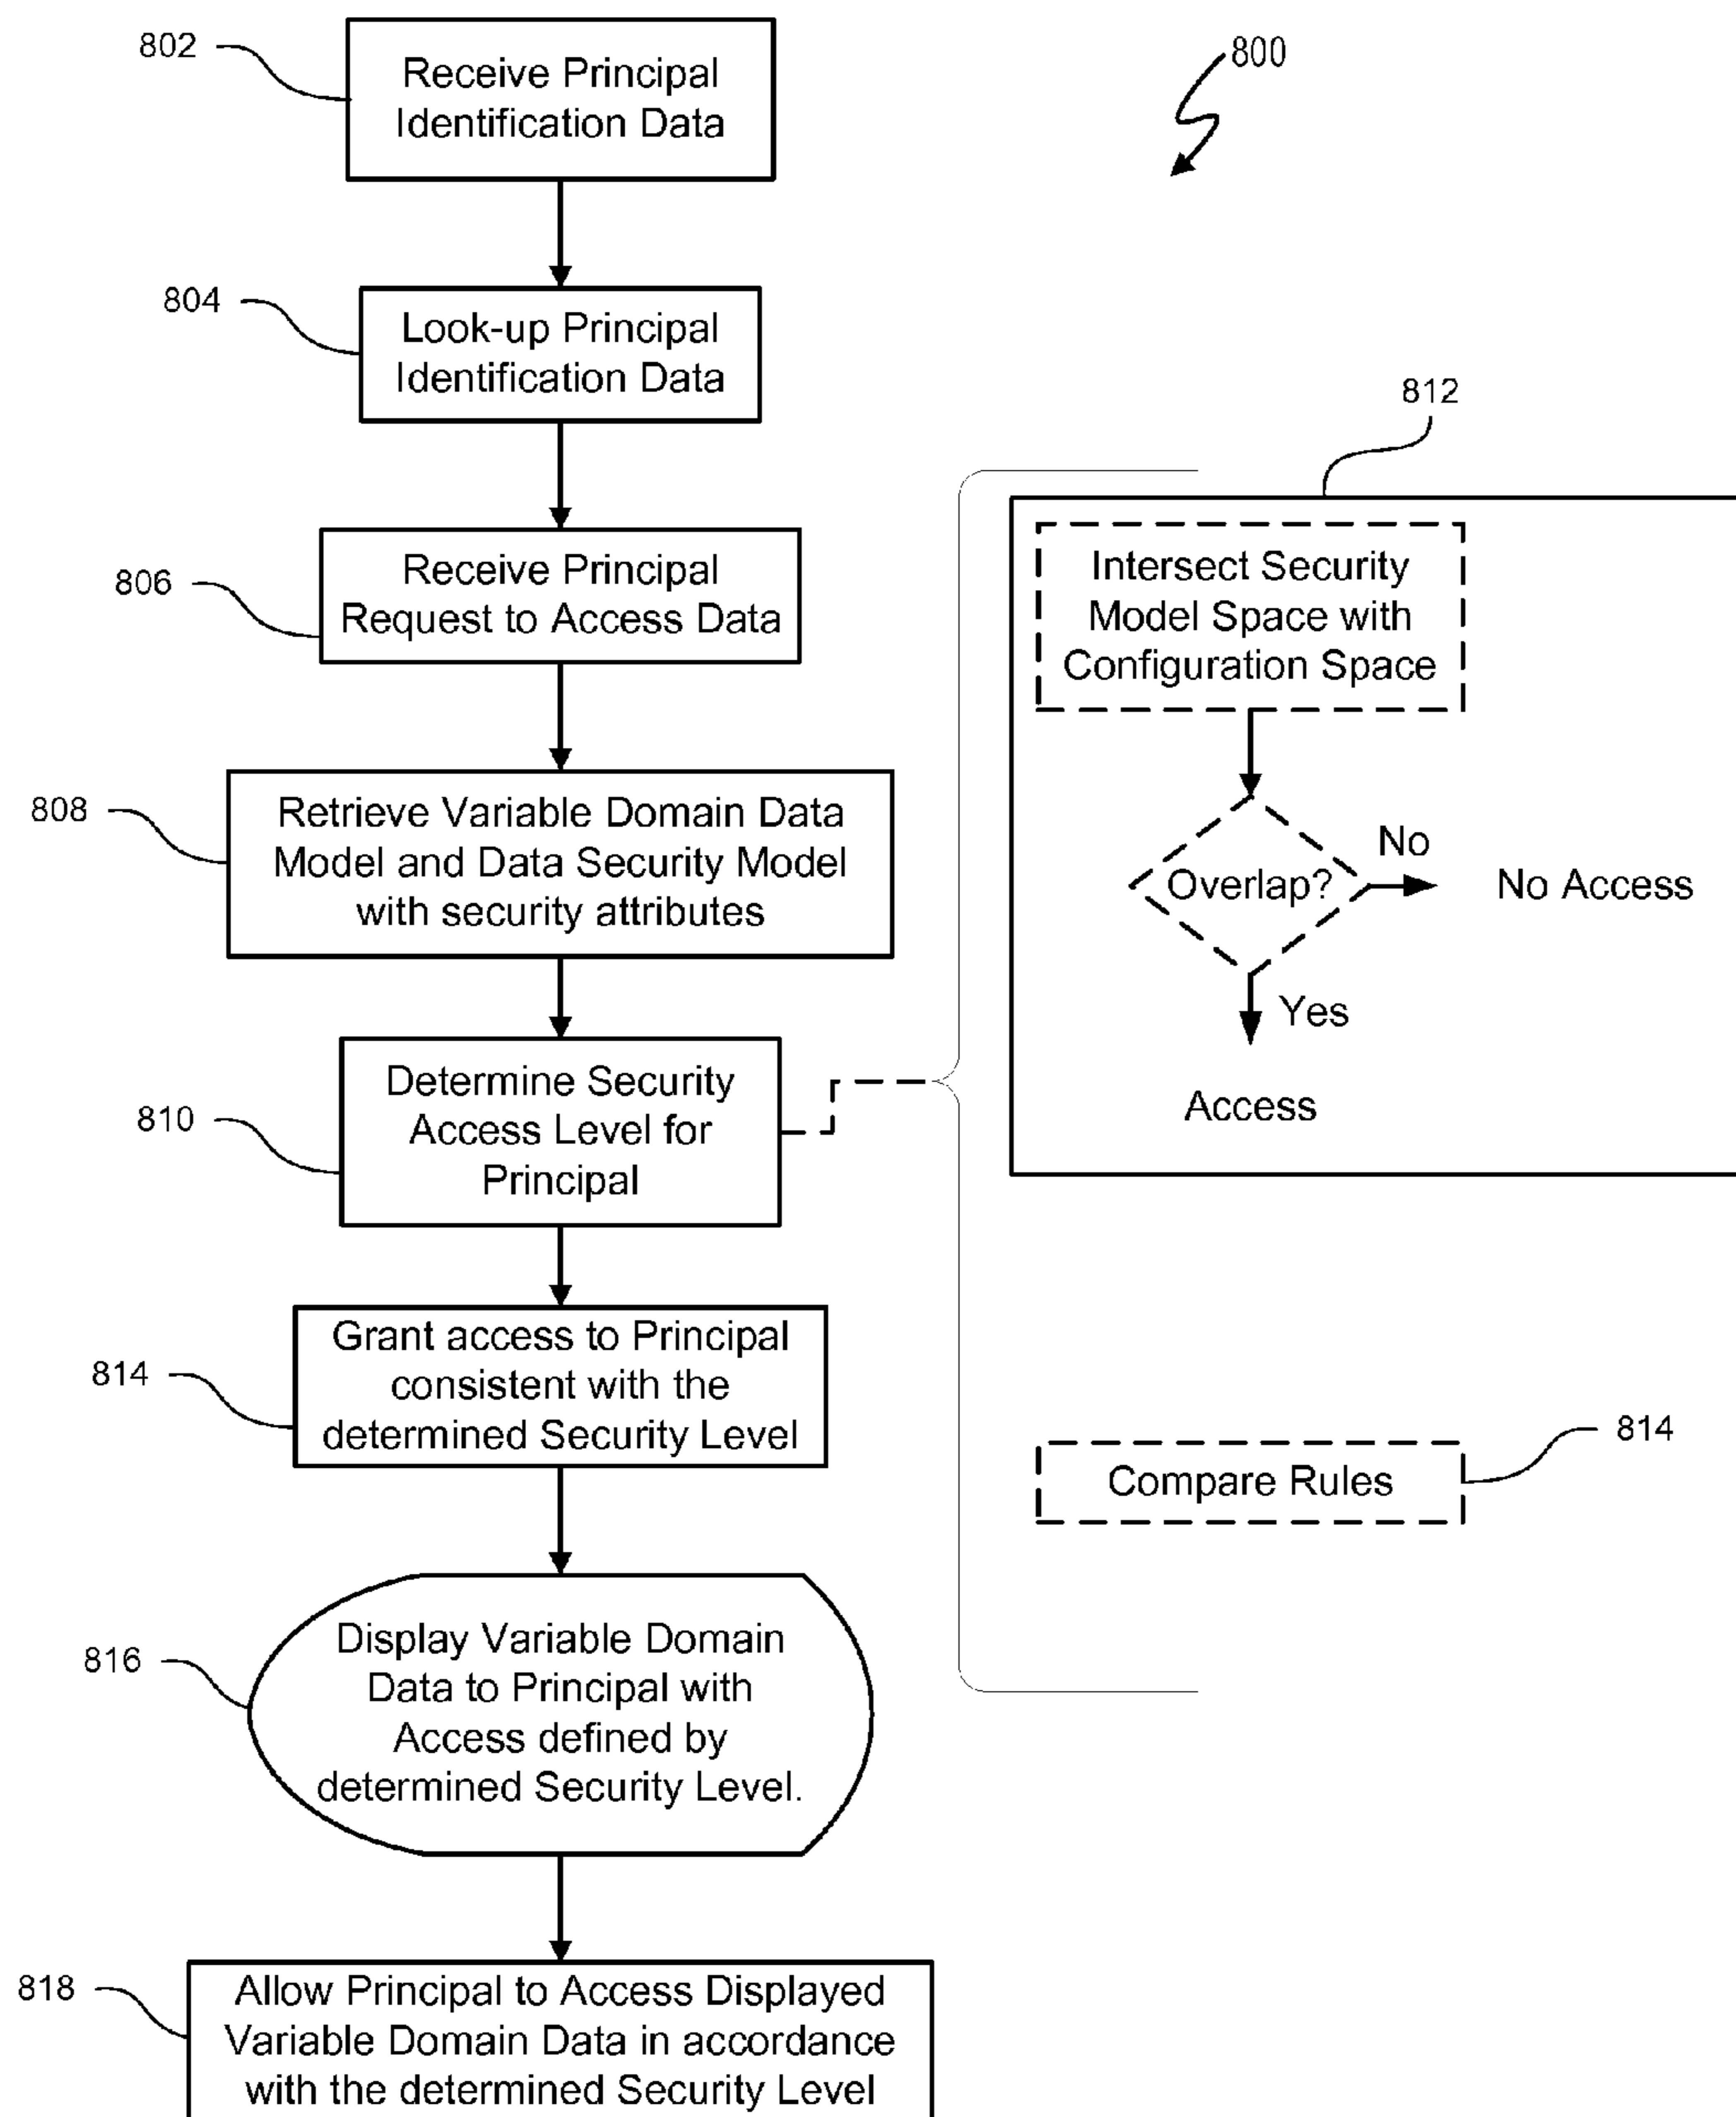 802
Receive Principal
Identification Data
800
804
Look-up Principal
Identification Data
806
Receive Principal
Request to Access Data
808
Retrieve Variable Domain Data
Model and Data Security Model
with security attributes
810
Determine Security
Access Level for
Principal
812
Intersect Security
Model Space with
Configuration Space
Overlap?
No
No Access
Yes
Access
814
Grant access to Principal
consistent with the
determined Security Level
Compare Rules
814
816
Display Variable Domain
Data to Principal with
Access defined by
determined Security Level.
818
Allow Principal to Access Displayed
Variable Domain Data in accordance
with the determined Security Level